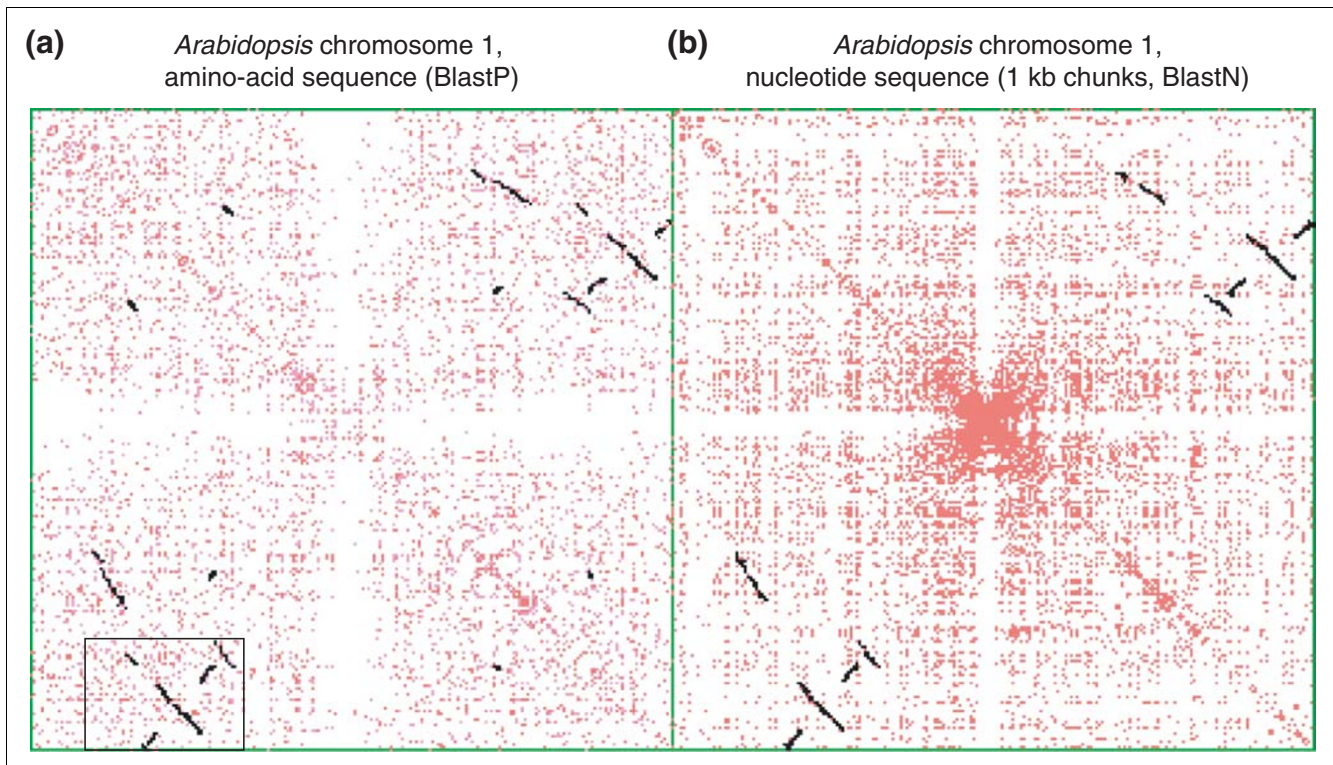 (a)
Arabidopsis chromosome 1,
amino-acid sequence (BlastP)
(b)
Arabidopsis chromosome 1,
nucleotide sequence (1 kb chunks, BlastN)